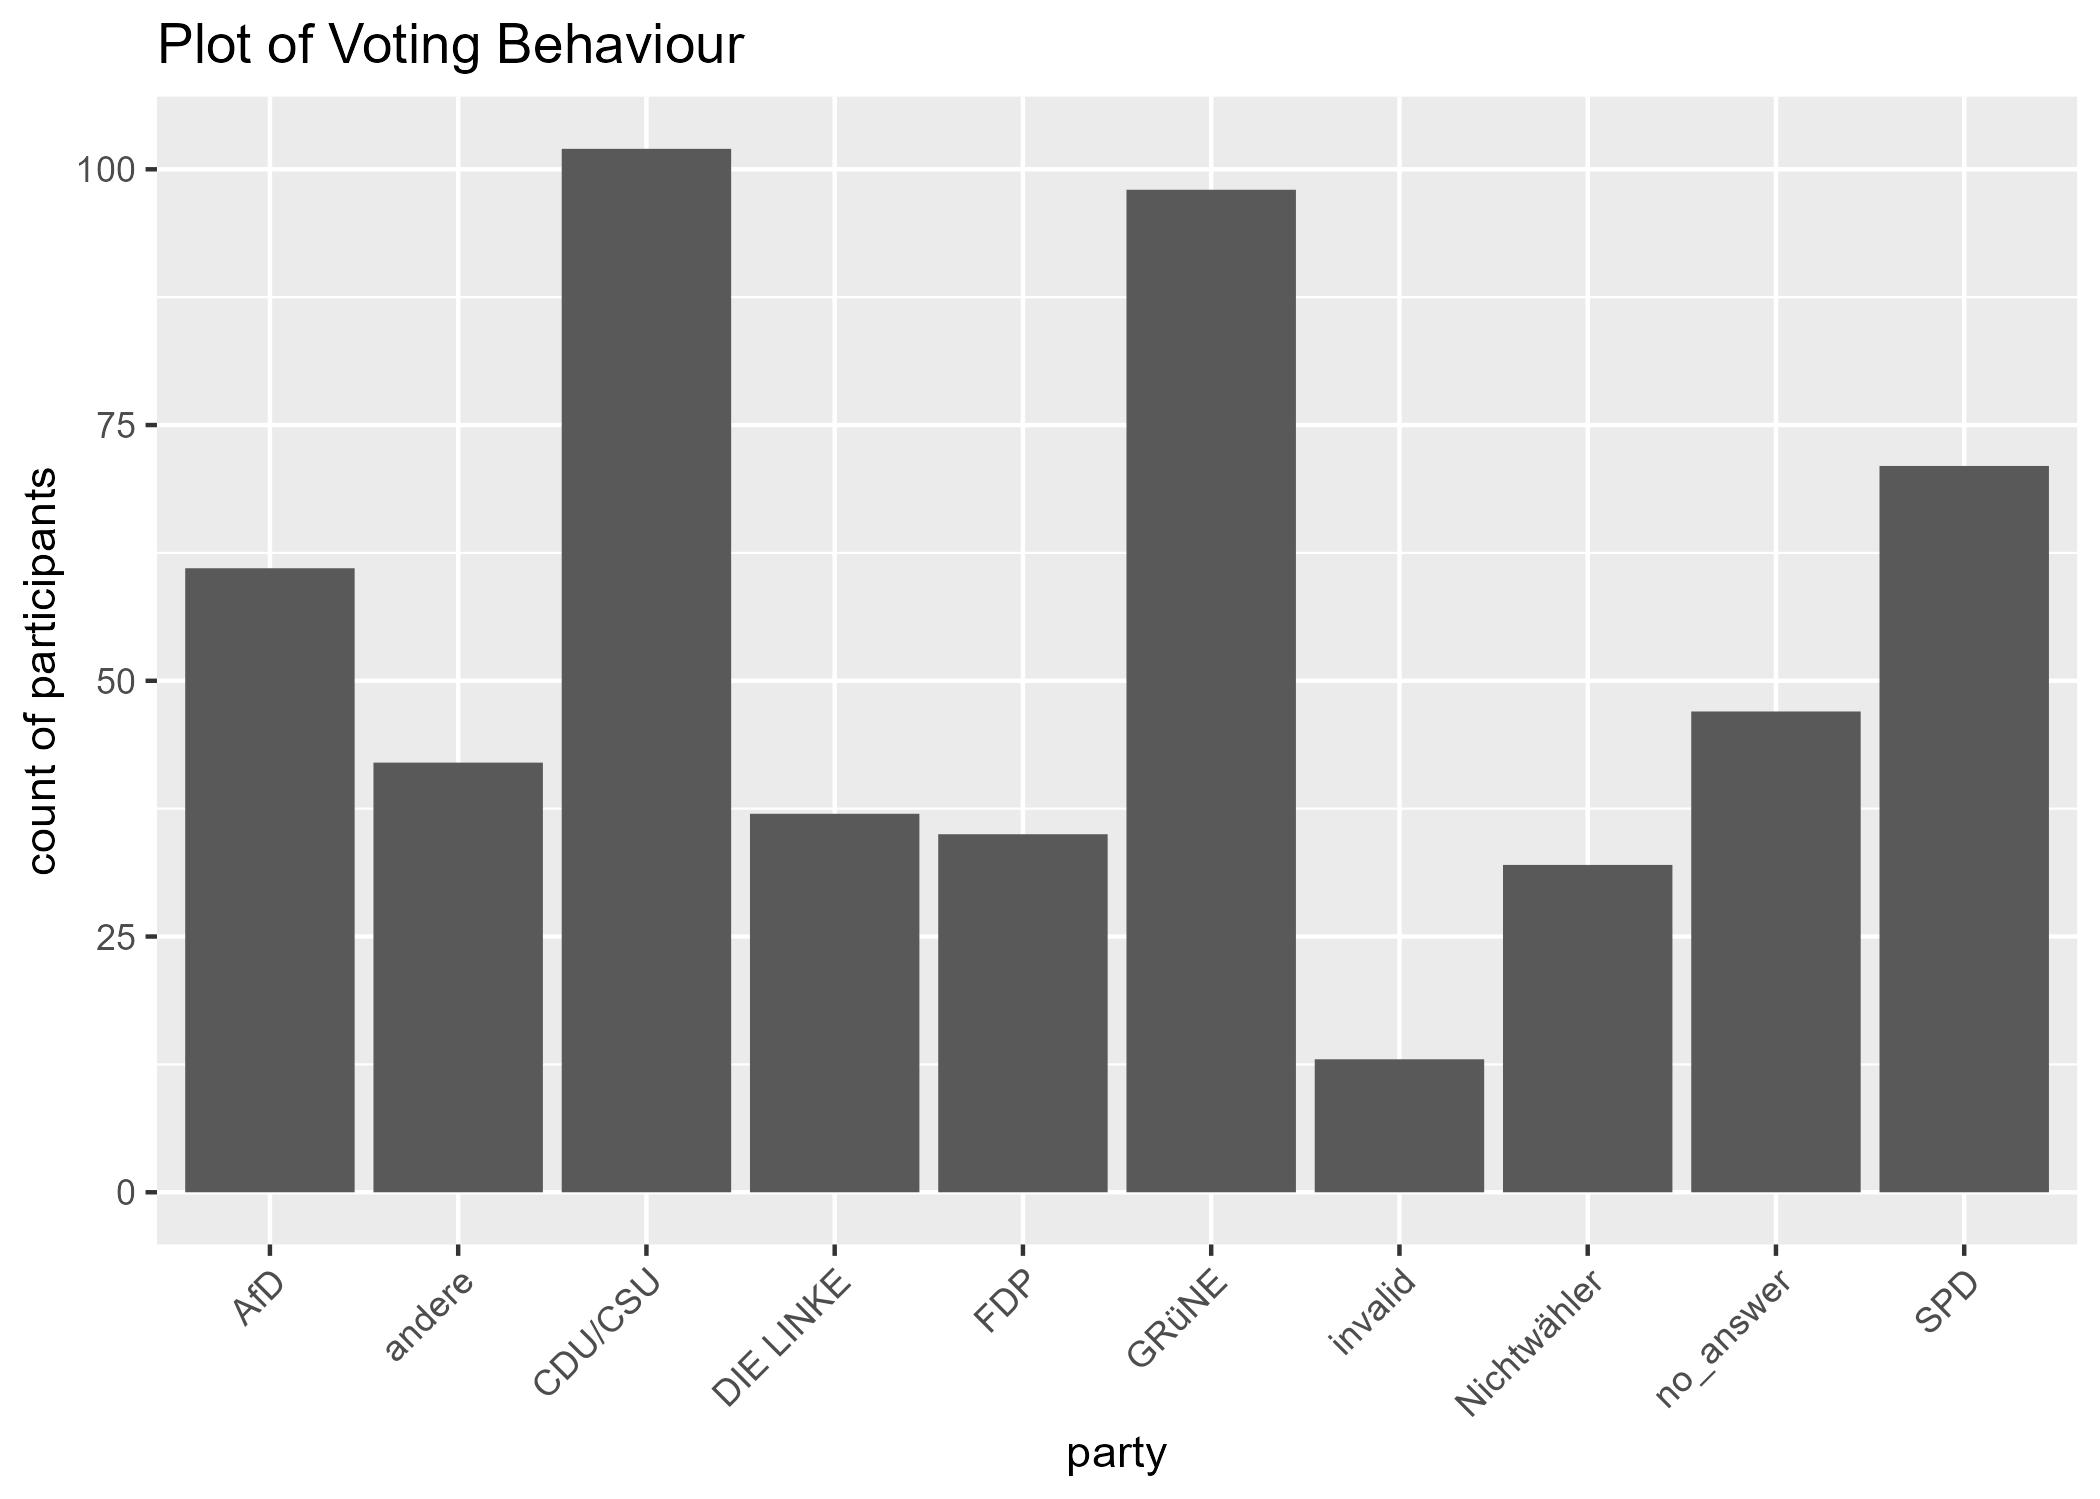 Plot of Voting Behaviour
count of participants
100
75
50
25
0
AfD
andere
CDU/CSU
DIE LINKE
FDP
GRüNE
invalid
Nichtwähler
no_answer
SPD
party